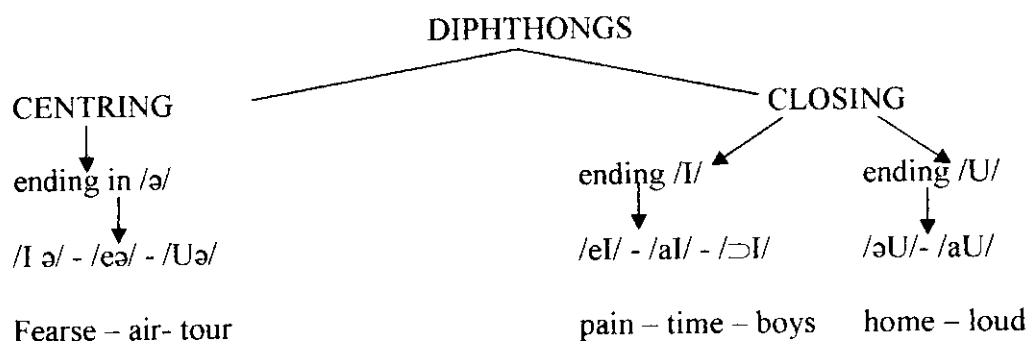 DIPHTHONGS
CENTRING CLOSING
ending in /ə/ ending /I/ ending /U/
/I ə/ - /eə/ - /Uə/ /eI/ - /aI/ - /⊃I/ /əU/- /aU/
Fearse – air- tour pain – time – boys home – loud